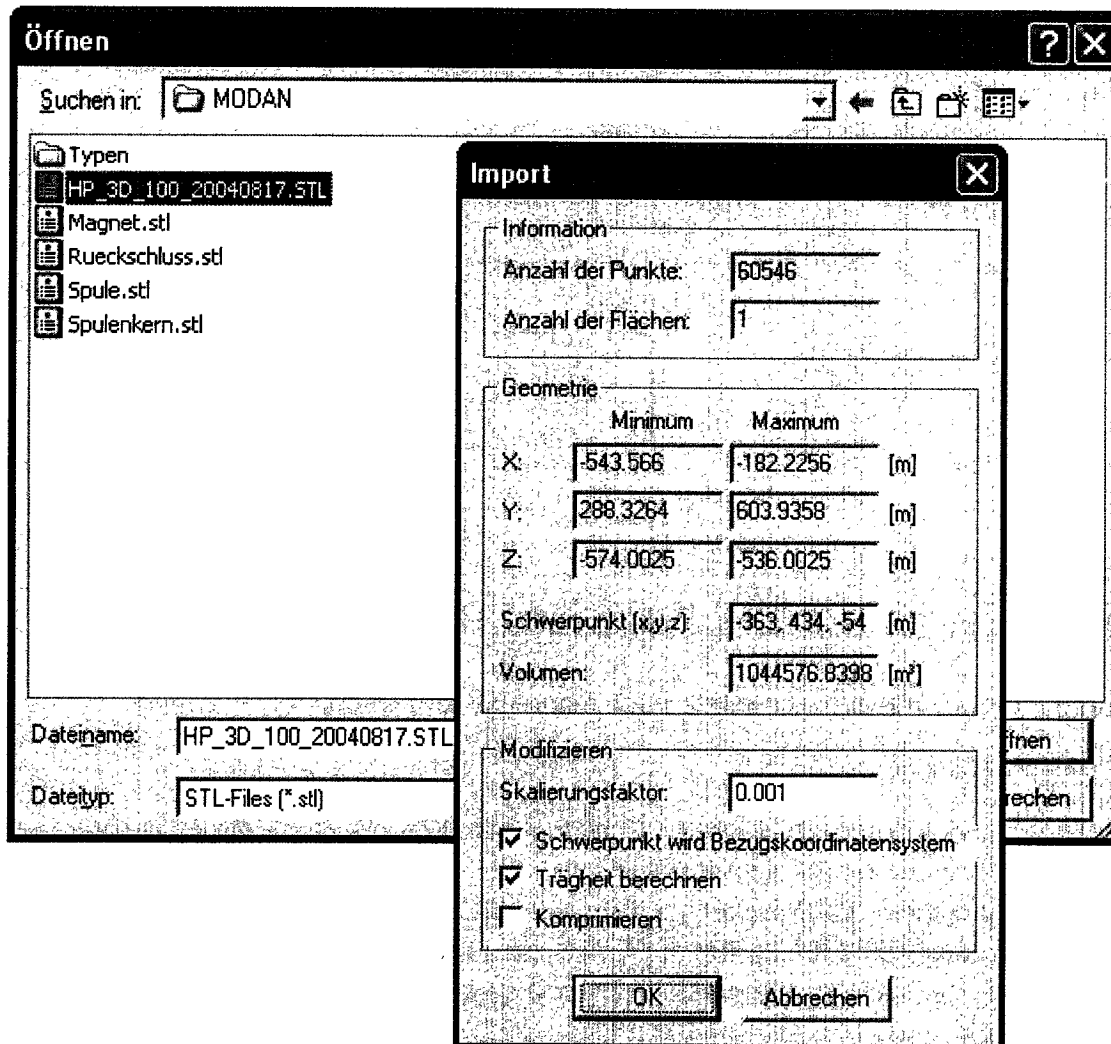 Öffnen
Suchen in: MODAN
Typen
HP_3D_100_20040817.STL
Magnet.stl
Rueckschluss.stl
Spule.stl
Spulenkern.stl
Dateiname: HP_3D_100_20040817.STL
ffnen
Dateityp: STL-Files (*.stl)
rechen
Import
Information
Anzahl der Punkte: 60546
Anzahl der Flächen: 1
Geometrie
Minimum Maximum
X: -543.566 -182.2256 [m]
Y: 288.3264 603.9358 [m]
Z: -574.0025 -536.0025 [m]
Schwerpunkt (x,y,z): -363, 434, -54 [m]
Volumen: 1044576.8398 [m³]
Modifizieren
Skalierungsfaktor: 0.001
Schwerpunkt wird Bezugskoordinatensystem
Trägheit berechnen
Komprimieren
OK Abbrechen